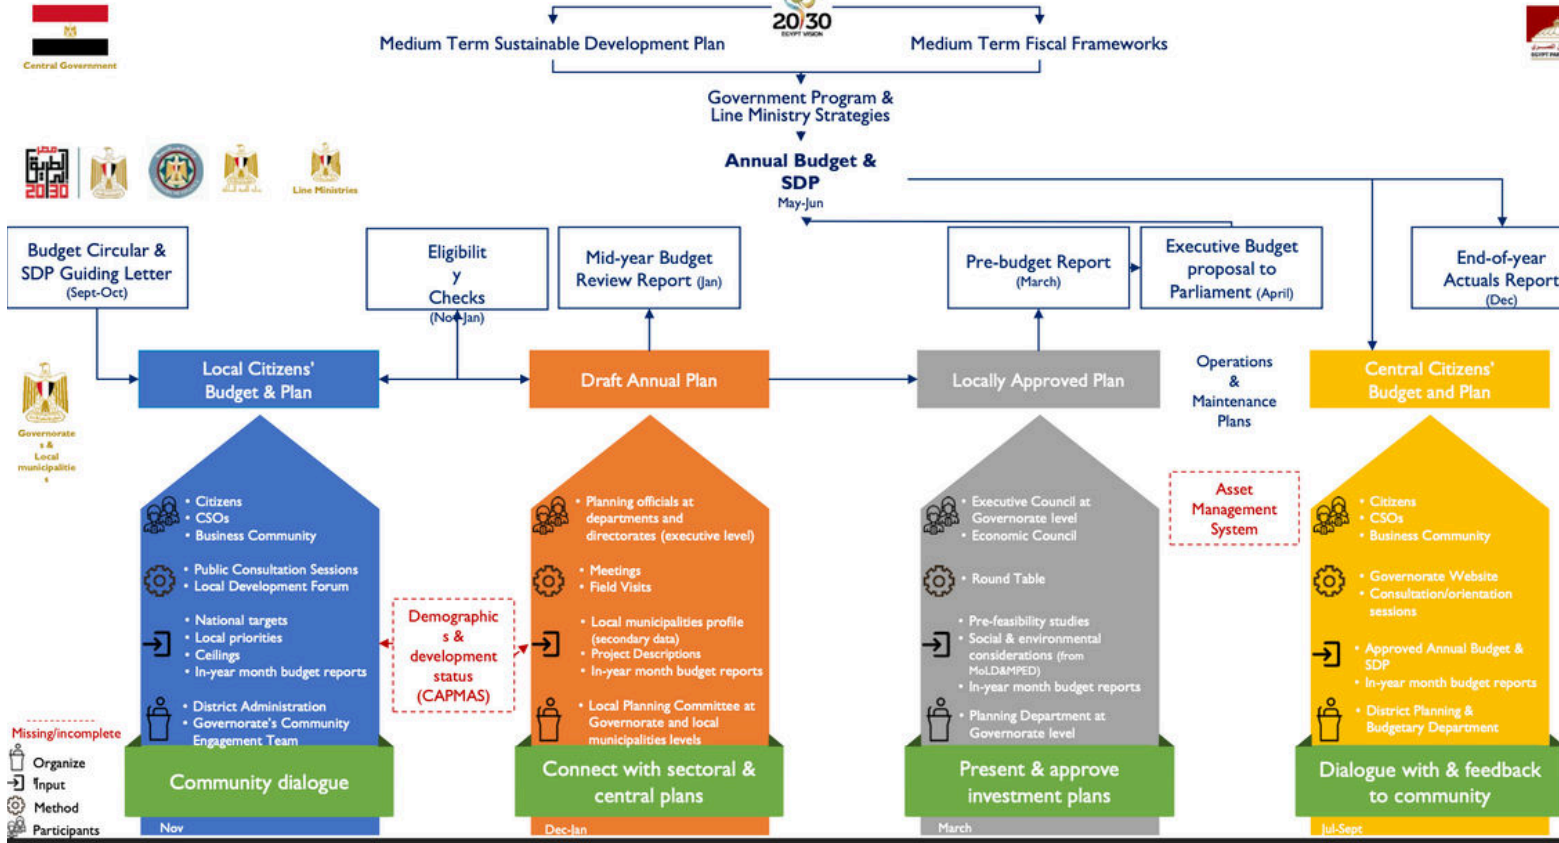 20/30
EGYPT VISION
Central Government
Medium Term Sustainable Development Plan
Medium Term Fiscal Frameworks
Government Program &
Line Ministry Strategies
Annual Budget &
SDP
May-Jun
مصر
الطريق
2030
Line Ministries
Budget Circular &
SDP Guiding Letter
(Sept-Oct)
Eligibilit
y
Checks
(Nov-Jan)
Mid-year Budget
Review Report (Jan)
Pre-budget Report
(March)
Executive Budget
proposal to
Parliament (April)
End-of-year
Actuals Report
(Dec)
Local Citizens'
Budget & Plan
Draft Annual Plan
Locally Approved Plan
Operations
&
Maintenance
Plans
Central Citizens'
Budget and Plan
Governorate
s &
Local
municipalitie
s
• Citizens
• CSOs
• Business Community
• Public Consultation Sessions
• Local Development Forum
• National targets
• Local priorities
• Ceilings
• In-year month budget reports
• District Administration
• Governorate's Community
Engagement Team
Community dialogue
Nov
Demographic
s &
development
status
(CAPMAS)
• Planning officials at
departments and
directorates (executive level)
• Meetings
• Field Visits
• Local municipalities profile
(secondary data)
• Project Descriptions
• In-year month budget reports
• Local Planning Committee at
Governorate and local
municipalities levels
Connect with sectoral &
central plans
Dec-Jan
• Executive Council at
Governorate level
• Economic Council
• Round Table
• Pre-feasibility studies
• Social & environmental
considerations (from
MoLD&MPED)
• In-year month budget reports
• Planning Department at
Governorate level
Present & approve
investment plans
March
Asset
Management
System
• Citizens
• CSOs
• Business Community
• Governorate Website
• Consultation/orientation
sessions
• Approved Annual Budget &
SDP
• In-year month budget reports
• District Planning &
Budgetary Department
Dialogue with & feedback
to community
Jul-Sept
Missing/incomplete
Organize
Input
Method
Participants